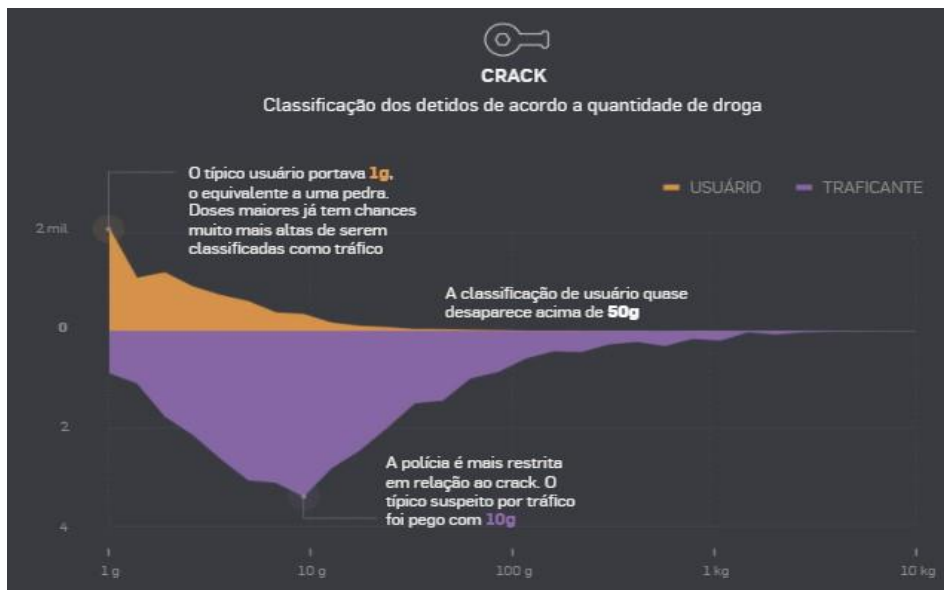 CRACK
Classificação dos detidos de acordo a quantidade de droga
O típico usuário portava 1g,
o equivalente a uma pedra.
Doses maiores já tem chances
muito mais altas de serem
classificadas como tráfico
USUÁRIO
TRAFICANTE
2 mil
A classificação de usuário quase
desaparece acima de 50g
0
2
A polícia é mais restrita
em relação ao crack. O
típico suspeito por tráfico
foi pego com 10g
4
1 g
10 g
100 g
1 kg
10 kg